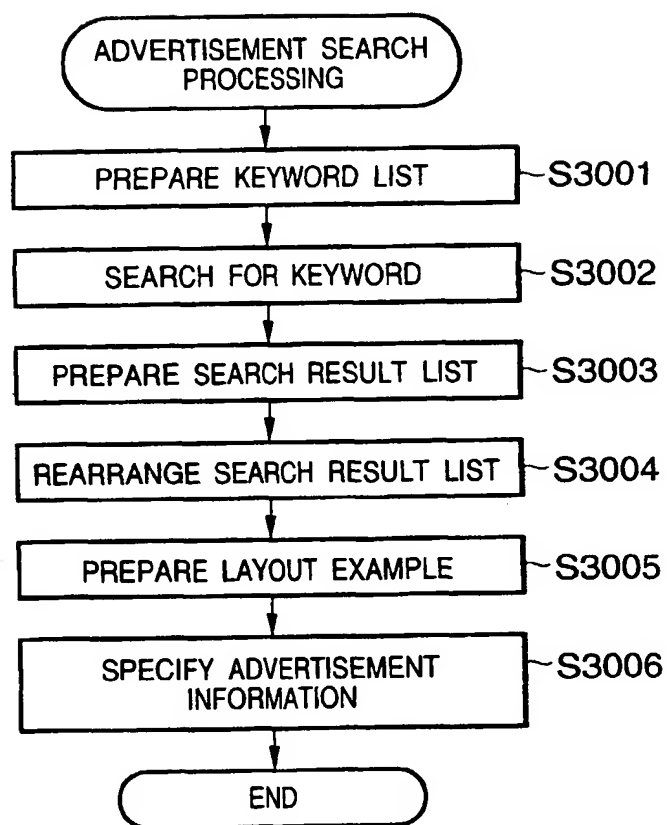 ADVERTISEMENT SEARCH
PROCESSING
PREPARE KEYWORD LIST
S3001
SEARCH FOR KEYWORD
S3002
PREPARE SEARCH RESULT LIST
S3003
REARRANGE SEARCH RESULT LIST
S3004
PREPARE LAYOUT EXAMPLE
S3005
SPECIFY ADVERTISEMENT
INFORMATION
S3006
END